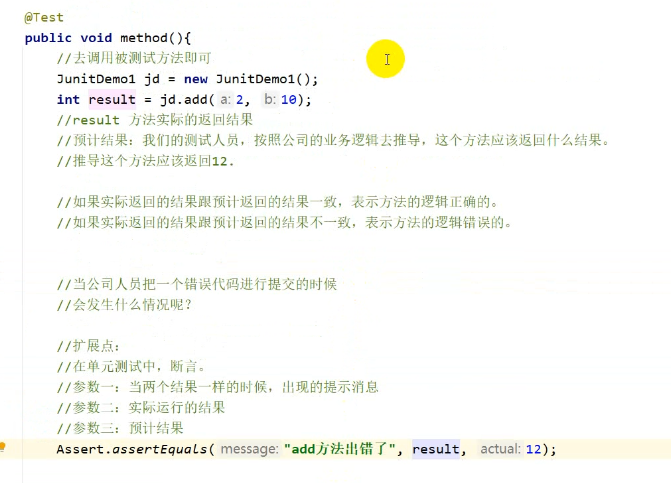 @Test
public void method(){
//去调用被测试方法即可
JunitDemo1 jd = new JunitDemo1();
int result = jd.add( a: 2, b: 10);
//result 方法实际的返回结果
//预计结果：我们的测试人员，按照公司的业务逻辑去推导，这个方法应该返回什么结果。
//推导这个方法应该返回12.
//如果实际返回的结果跟预计返回的结果一致，表示方法的逻辑正确的。
//如果实际返回的结果跟预计返回的结果不一致，表示方法的逻辑错误的。
//当公司人员把一个错误代码进行提交的时候
//会发生什么情况呢？
//扩展点：
//在单元测试中，断言。
//参数一：当两个结果一样的时候，出现的提示消息
//参数二：实际运行的结果
//参数三：预计结果
Assert.assertEquals( message: "add方法出错了", result, actual: 12);